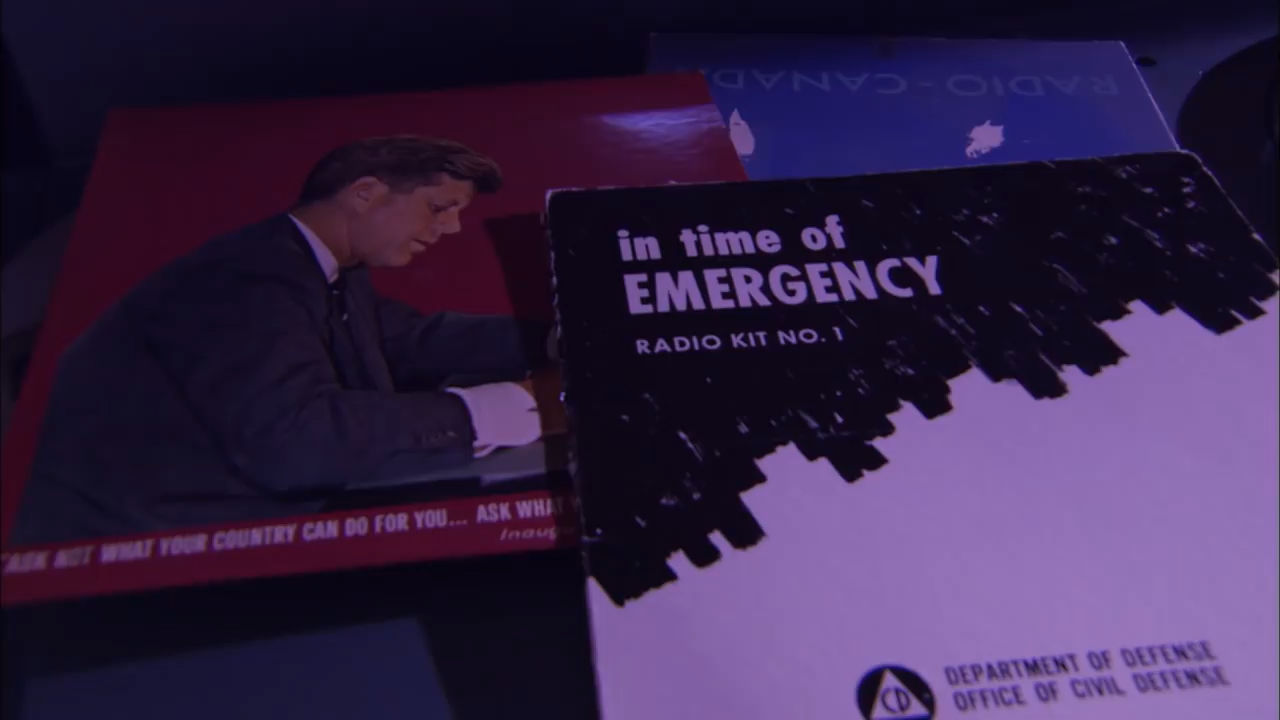 RADIO-CANADA
in time of
EMERGENCY
RADIO KIT NO. 1
"ASK NOT WHAT YOUR COUNTRY CAN DO FOR YOU... ASK WHAT
CD
DEPARTMENT OF DEFENSE
OFFICE OF CIVIL DEFENSE